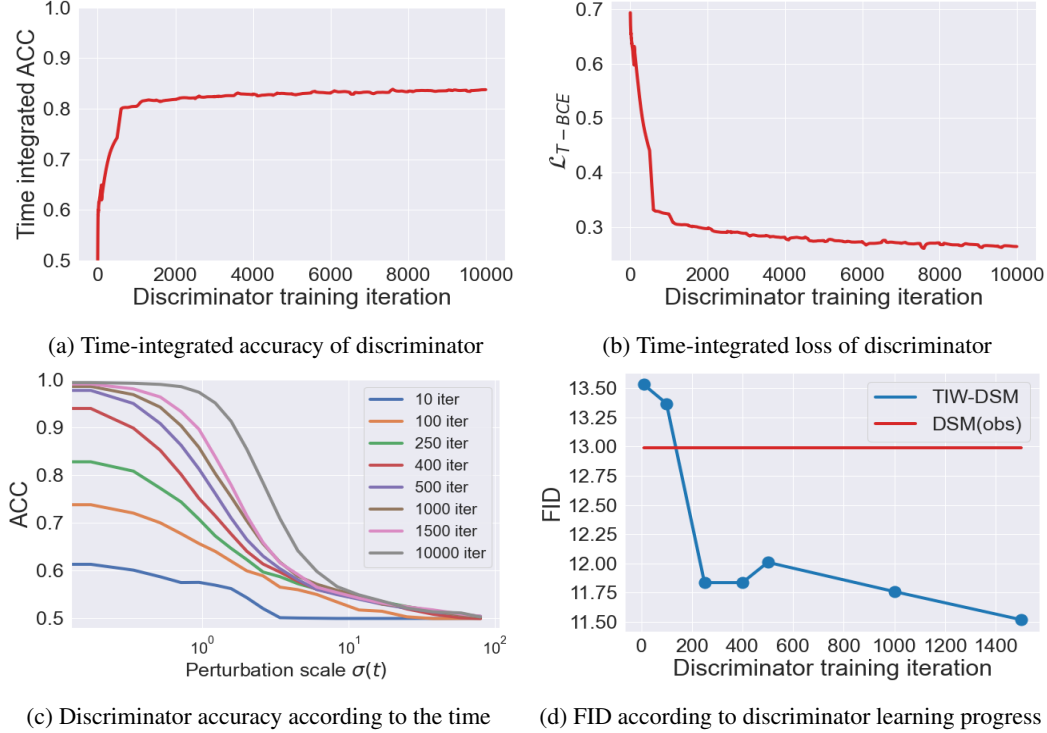 1.0
0.9
0.8
0.7
0.6
0.5
Time integrated ACC
0 2000 4000 6000 8000 10000
Discriminator training iteration
(a) Time-integrated accuracy of discriminator
0.7
0.6
0.5
0.4
0.3
ℒ_{T−BCE}
0 2000 4000 6000 8000 10000
Discriminator training iteration
(b) Time-integrated loss of discriminator
1.0
0.9
0.8
0.7
0.6
0.5
ACC
10 iter
100 iter
250 iter
400 iter
500 iter
1000 iter
1500 iter
10000 iter
10⁰ 10¹ 10²
Perturbation scale σ(t)
(c) Discriminator accuracy according to the time
13.50
13.25
13.00
12.75
12.50
12.25
12.00
11.75
11.50
FID
TIW-DSM
DSM(obs)
0 200 400 600 800 1000 1200 1400
Discriminator training iteration
(d) FID according to discriminator learning progress